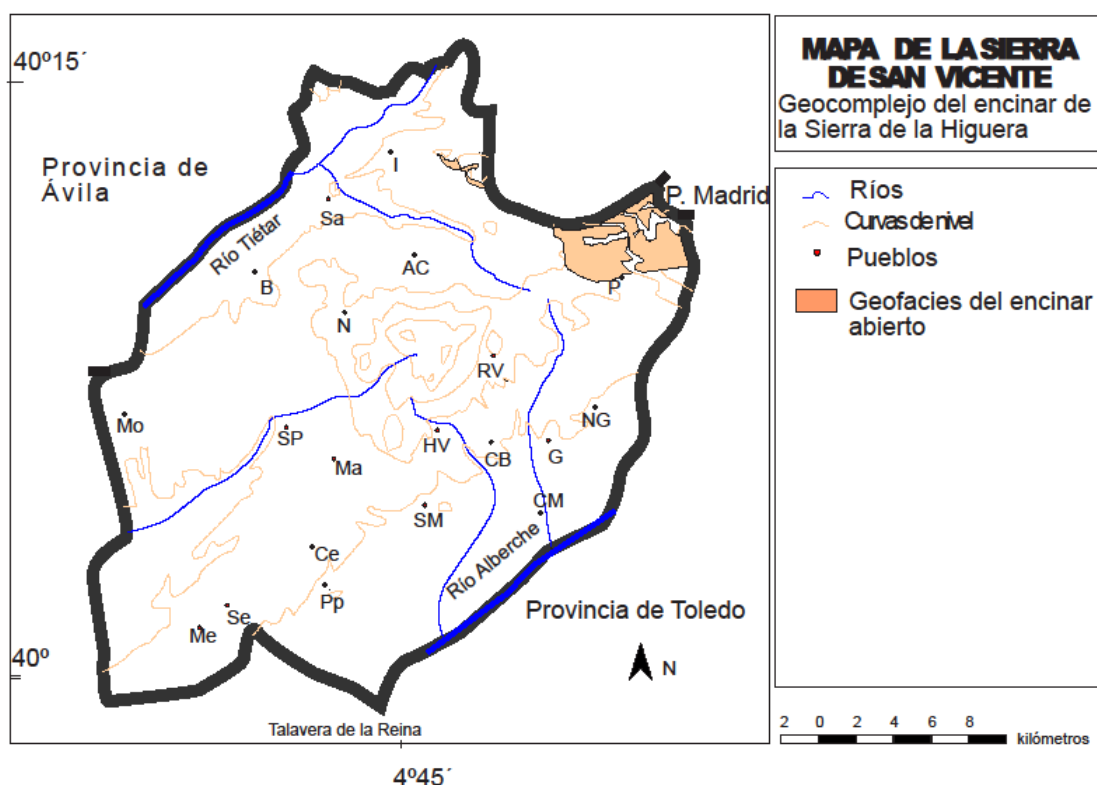 MAPA DE LA SIERRA
DE SAN VICENTE
Geocomplejo del encinar de
la Sierra de la Higuera
Ríos
Curvas de nivel
Pueblos
Geofacies del encinar
abierto
2 0 2 4 6 8
kilómetros
40º15´
Provincia de
Ávila
P. Madrid
I
Sa
Río Tiétar
AC
B
P
N
RV
Mo
NG
SP
HV
CB
G
Ma
CM
SM
Río Alberche
Ce
Pp
Provincia de Toledo
Se
Me
40º
N
Talavera de la Reina
4º45´